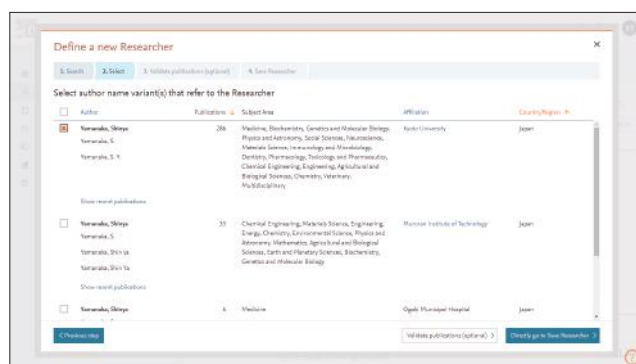 Define a new Researcher
×
1. Search 2. Select 3. Validate publications (optional) 4. Save Researcher
Select author name variant(s) that refer to the Researcher
Author Publications Subject Area Affiliation Country/Region
Yamanaka, Shinya 286 Medicine, Biochemistry, Genetics and Molecular Biology, Kyoto University Japan
Yamanaka, S. Physics and Astronomy, Social Sciences, Neuroscience,
Materials Science, Immunology and Microbiology,
Yamanaka, S. Y. Dentistry, Pharmacology, Toxicology and Pharmaceutics,
Chemical Engineering, Engineering, Agricultural and
Biological Sciences, Chemistry, Veterinary,
Multidisciplinary
Show recent publications
Yamanaka, Shinya Chemical Engineering, Materials Science, Engineering, Muroran Institute of Technology Japan
Yamanaka, S. Energy, Chemistry, Environmental Science, Physics and
Yamanaka, Shin ya Astronomy, Mathematics, Agricultural and Biological
Yamanaka, Shin Ya Sciences, Earth and Planetary Sciences, Biochemistry,
Genetics and Molecular Biology
Show recent publications
Yamanaka, Shinya 6 Medicine Ogaki Municipal Hospital Japan
< Previous step Validate publications (optional) > Directly go to Save Researcher >